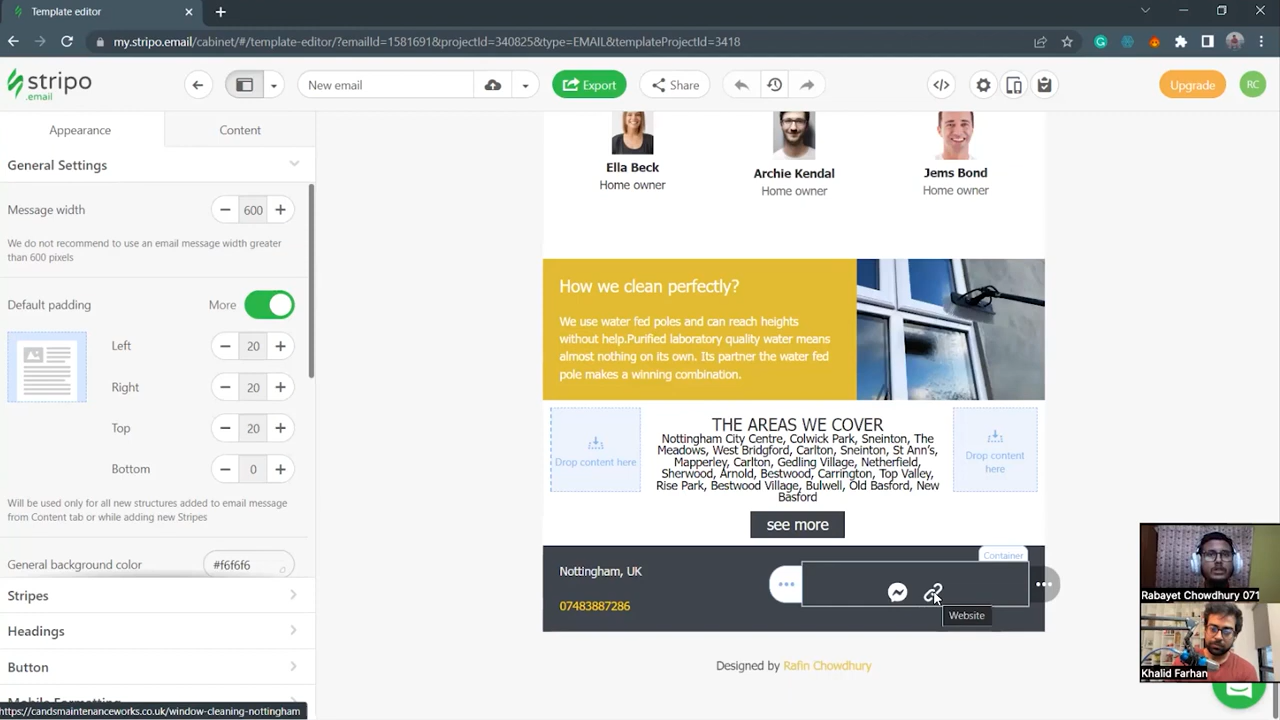 Template editor
my.stripo.email/cabinet/#/template-editor/?emailId=1581691&projectId=340825&type=EMAIL&templateProjectId=3418
stripo
.email
New email
Export
Share
Upgrade
RC
Appearance
Content
General Settings
Message width
600
We do not recommend to use an email message width greater
than 600 pixels
Default padding
More
Left
20
Right
20
Top
20
Bottom
0
Will be used only for all new structures added to email message
from Content tab or while adding new Stripes
General background color
#f6f6f6
Stripes
Headings
Button
Mobile Formatting
https://candsmaintenanceworks.co.uk/window-cleaning-nottingham
Ella Beck
Home owner
Archie Kendal
Home owner
Jems Bond
Home owner
How we clean perfectly?
We use water fed poles and can reach heights
without help.Purified laboratory quality water means
almost nothing on its own. Its partner the water fed
pole makes a winning combination.
Drop content here
THE AREAS WE COVER
Nottingham City Centre, Colwick Park, Sneinton, The
Meadows, West Bridgford, Carlton, Sneinton, St Ann's,
Mapperley, Carlton, Gedling Village, Netherfield,
Sherwood, Arnold, Bestwood, Carrington, Top Valley,
Rise Park, Bestwood Village, Bulwell, Old Basford, New
Basford
Drop content
here
see more
Container
Nottingham, UK
07483887286
Website
Designed by Rafin Chowdhury
Rabayet Chowdhury 071
Khalid Farhan